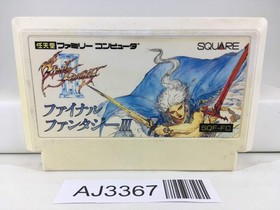 任天堂 ファミリー コンピュータ
SQUARE
FINAL FANTASY III
ファイナル
ファンタジーIII
SQF-FC
AJ3367